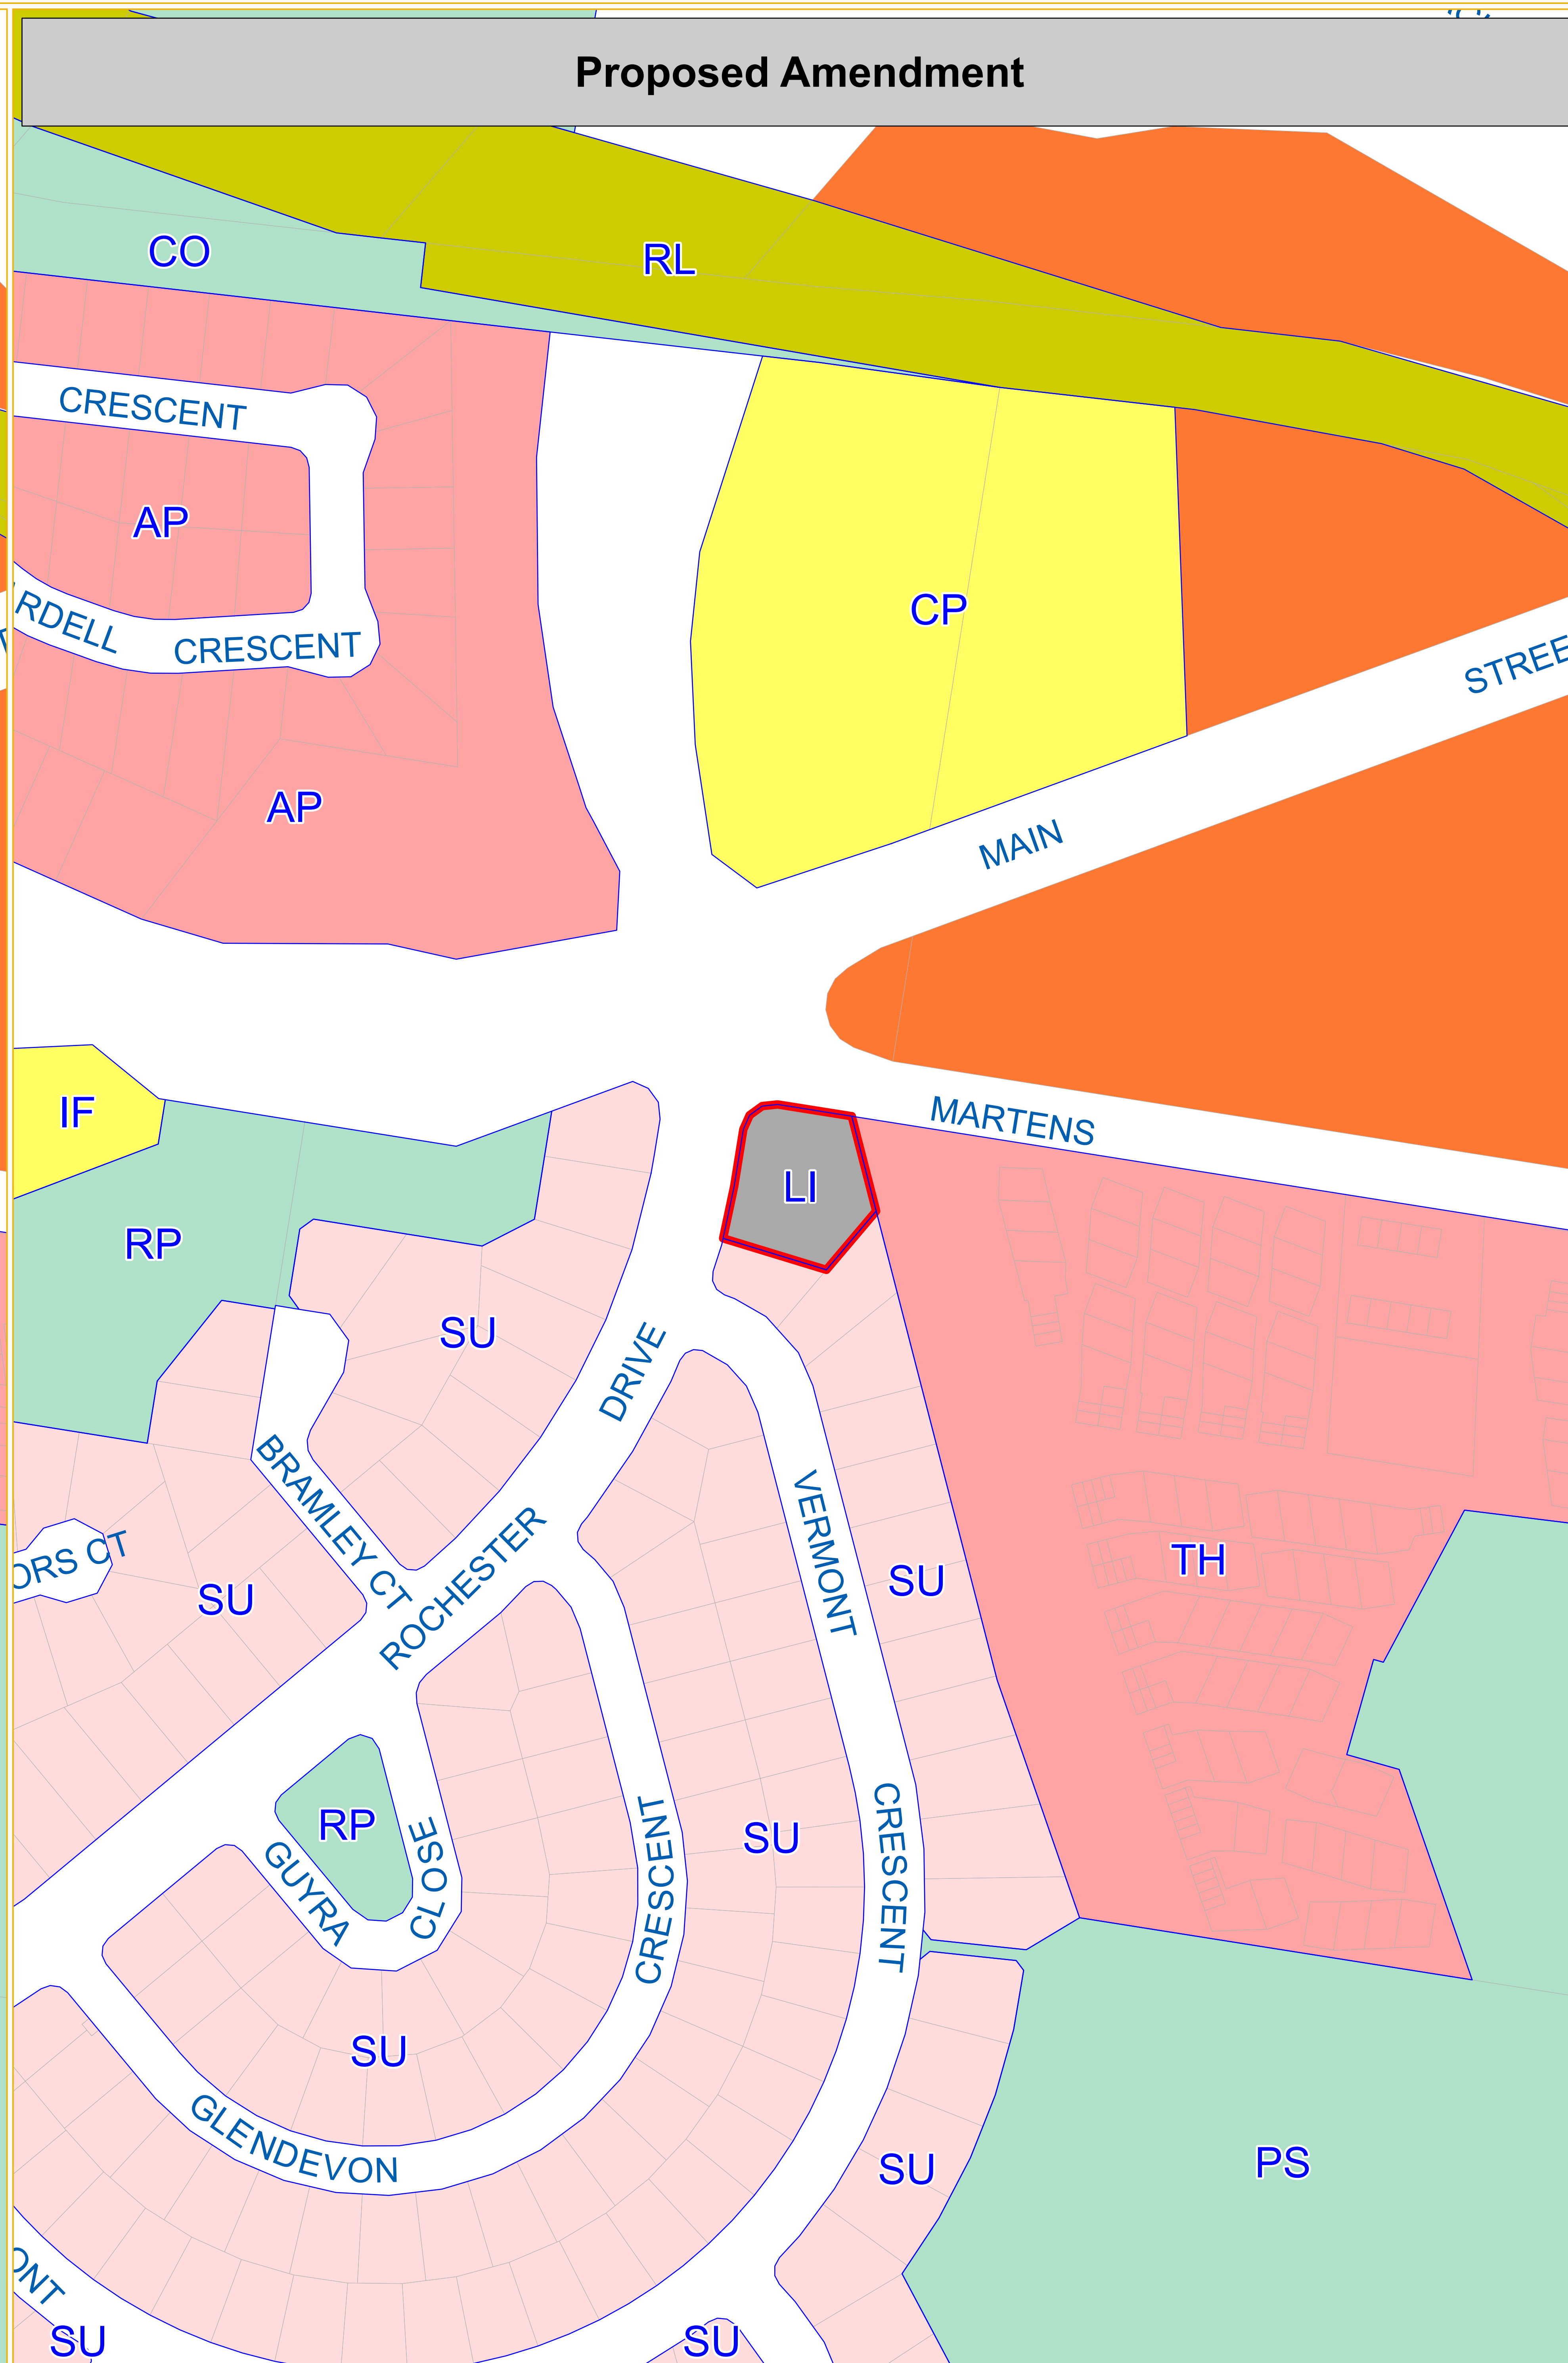 Proposed Amendment
CO
RL
CRESCENT
AP
CP
RDELL
CRESCENT
STREE
AP
MAIN
IF
MARTENS
LI
RP
SU
DRIVE
BRAMLEY CT
VERMONT
ORS CT
ROCHESTER
SU
SU
TH
RP
GUYRA
CLOSE
CRESCENT
SU
CRESCENT
SU
GLENDEVON
SU
PS
ONT
SU
SU